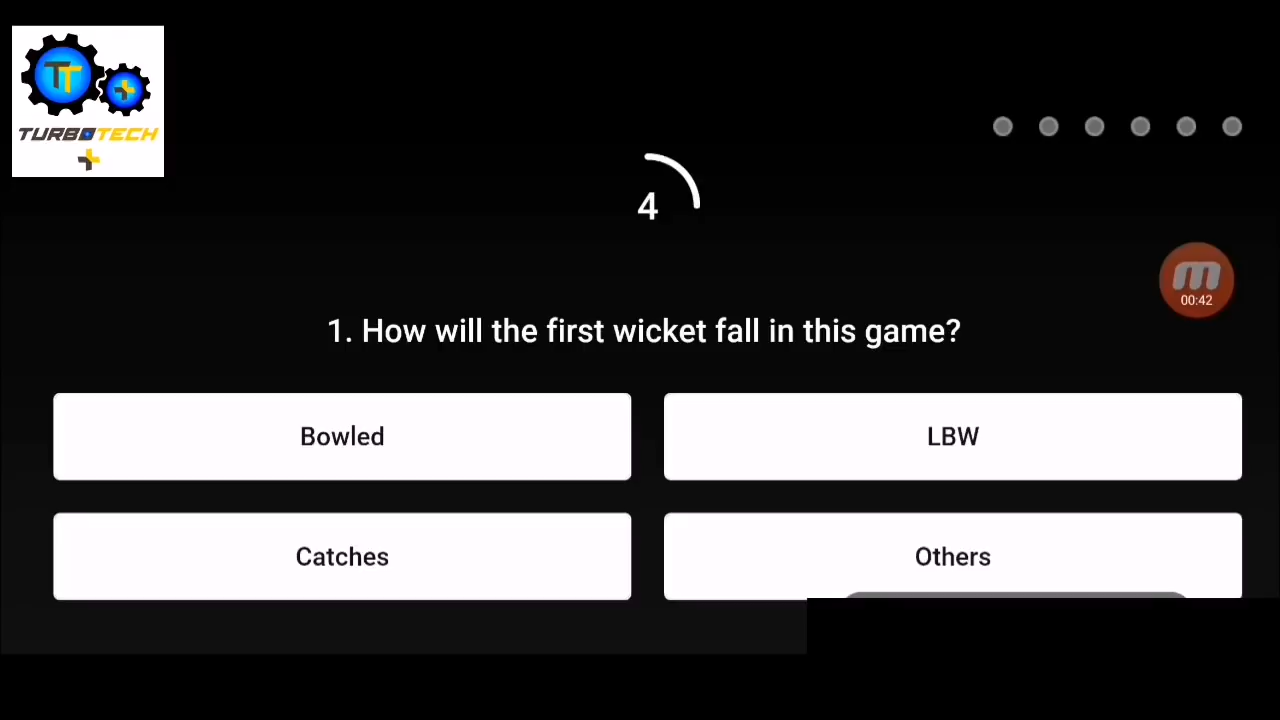 TT
TURBOTECH
4
00:42
1. How will the first wicket fall in this game?
Bowled
LBW
Catches
Others